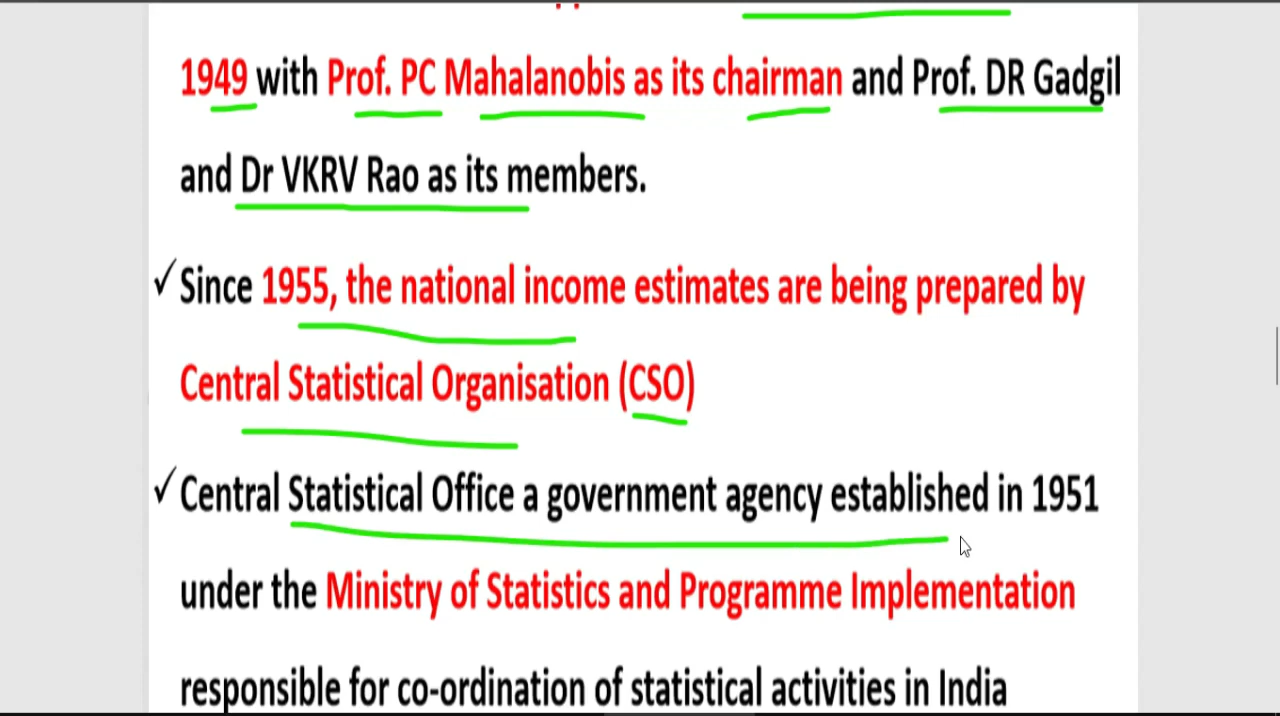 1949 with Prof. PC Mahalanobis as its chairman and Prof. DR Gadgil
and Dr VKRV Rao as its members.
✓Since 1955, the national income estimates are being prepared by
Central Statistical Organisation (CSO)
✓Central Statistical Office a government agency established in 1951
under the Ministry of Statistics and Programme Implementation
responsible for co-ordination of statistical activities in India